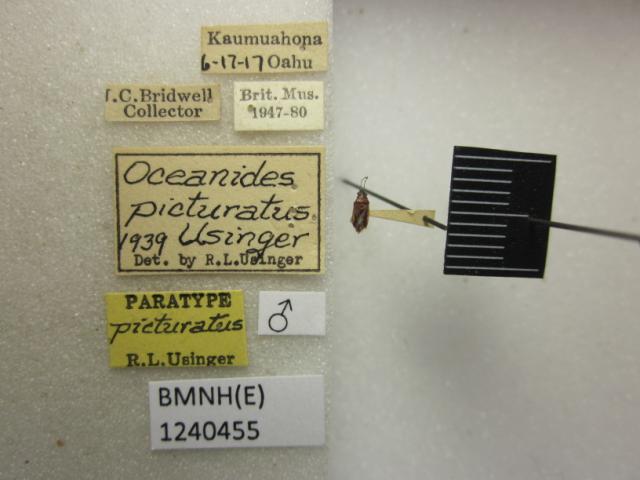 Kaumuahona
6-17-17 Oahu
J.C.Bridwell
Collector
Brit. Mus.
1947-80
Oceanides
picturatus
1939 Usinger
Det. by R.L.Usinger
PARATYPE
picturatus
R.L.Usinger
♂
BMNH(E)
1240455